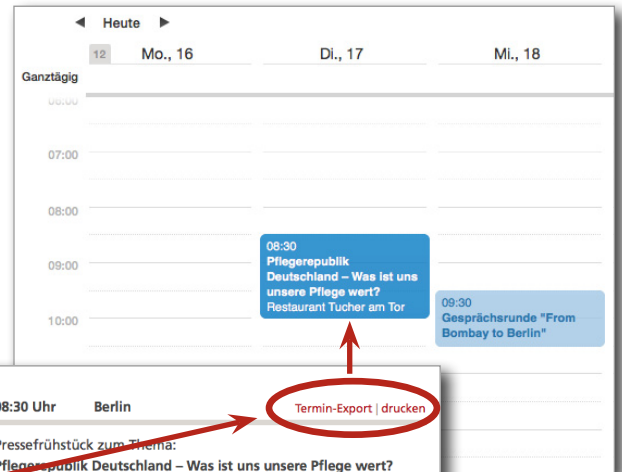 ◀ Heute ▶
12 Mo., 16 Di., 17 Mi., 18
Ganztägig
06:00
07:00
08:00
09:00
10:00
08:30
Pflegerepublik
Deutschland – Was ist uns
unsere Pflege wert?
Restaurant Tucher am Tor
09:30
Gesprächsrunde "From
Bombay to Berlin"
08:30 Uhr Berlin Termin-Export | drucken
Pressefrühstück zum Thema:
Pflegerepublik Deutschland – Was ist uns unsere Pflege wert?